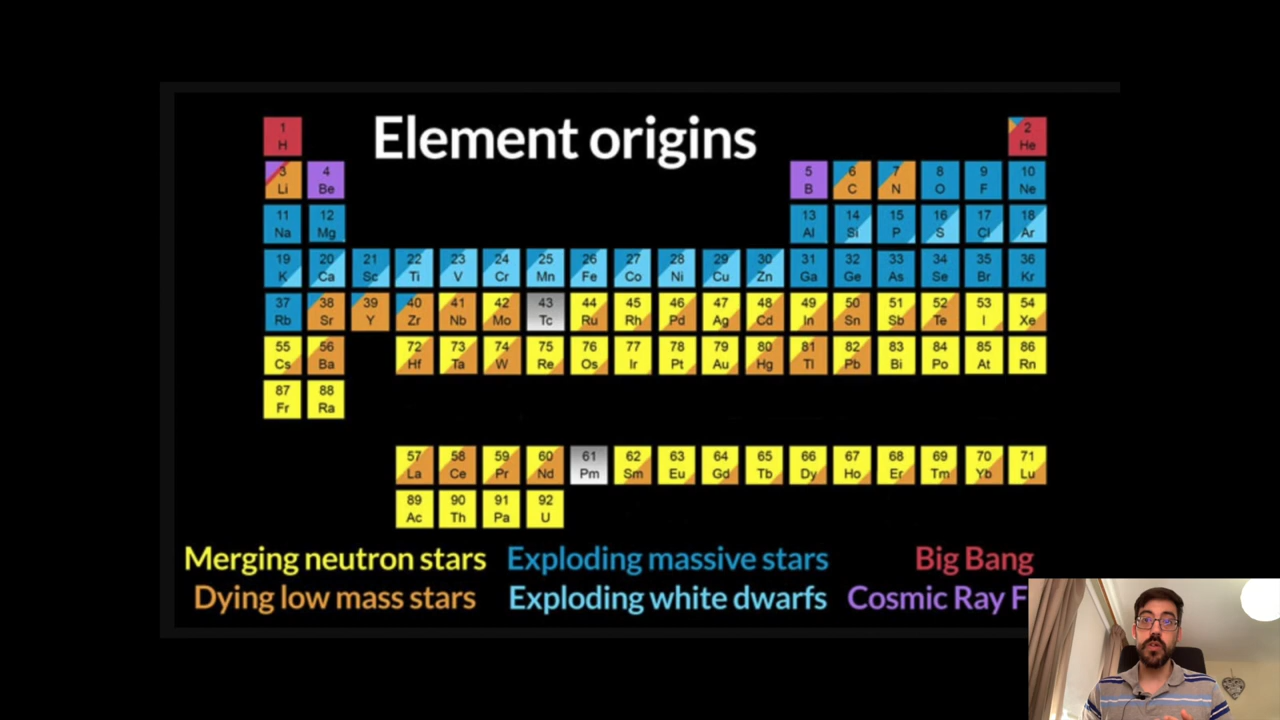 Element origins
1 2
H He
3 4 5 6 7 8 9 10
Li Be B C N O F Ne
11 12 13 14 15 16 17 18
Na Mg Al Si P S Cl Ar
19 20 21 22 23 24 25 26 27 28 29 30 31 32 33 34 35 36
K Ca Sc Ti V Cr Mn Fe Co Ni Cu Zn Ga Ge As Se Br Kr
37 38 39 40 41 42 43 44 45 46 47 48 49 50 51 52 53 54
Rb Sr Y Zr Nb Mo Tc Ru Rh Pd Ag Cd In Sn Sb Te I Xe
55 56 72 73 74 75 76 77 78 79 80 81 82 83 84 85 86
Cs Ba Hf Ta W Re Os Ir Pt Au Hg Tl Pb Bi Po At Rn
87 88
Fr Ra
57 58 59 60 61 62 63 64 65 66 67 68 69 70 71
La Ce Pr Nd Pm Sm Eu Gd Tb Dy Ho Er Tm Yb Lu
89 90 91 92
Ac Th Pa U
Merging neutron stars Exploding massive stars Big Bang
Dying low mass stars Exploding white dwarfs Cosmic Ray